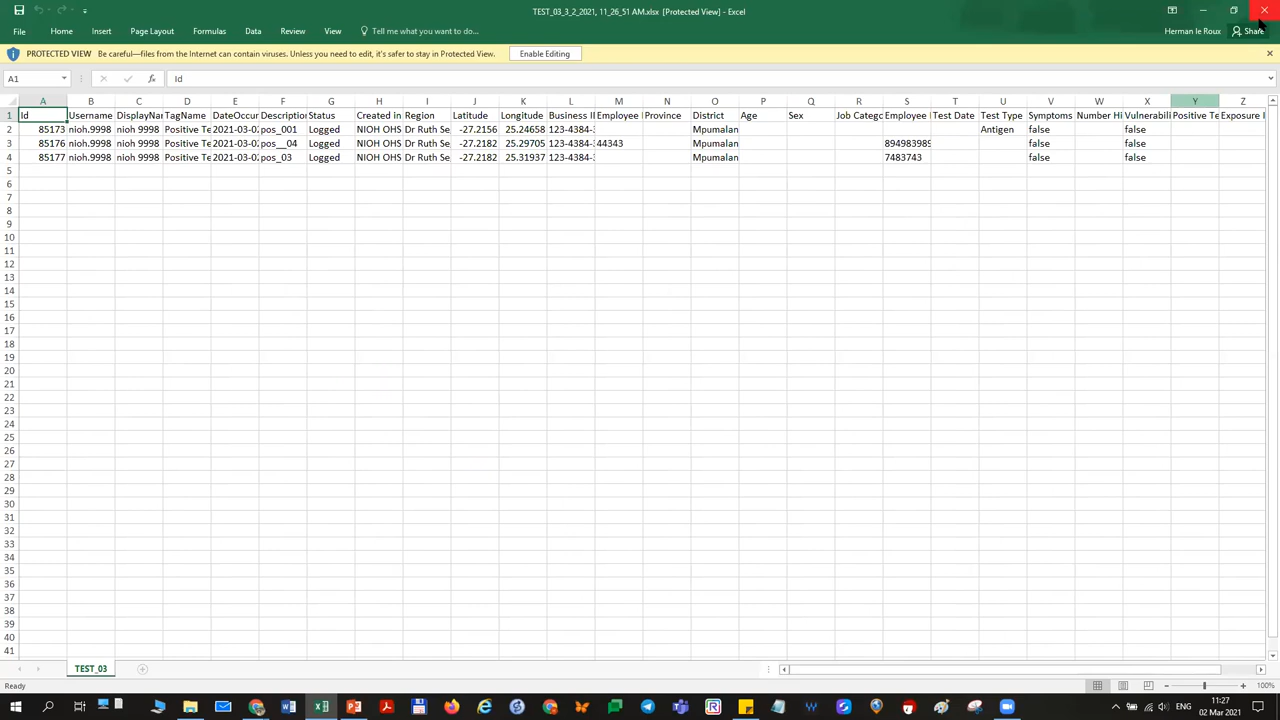 TEST_03_3_2_2021, 11_26_51 AM.xlsx [Protected View] - Excel
File Home Insert Page Layout Formulas Data Review View Tell me what you want to do... Herman le Roux Share
PROTECTED VIEW Be careful—files from the Internet can contain viruses. Unless you need to edit, it's safer to stay in Protected View. Enable Editing
A1 fx Id
A B C D E F G H I J K L M N O P Q R S T U V W X Y Z
1 Id Username DisplayNar TagName DateOccur Description Status Created in Region Latitude Longitude Business II Employee Province District Age Sex Job Catego Employee Test Date Test Type Symptoms Number Hi Vulnerabili Positive Te Exposure
2 85173 nioh.9998 nioh 9998 Positive Te 2021-03-0 pos_001 Logged NIOH OHS Dr Ruth Se -27.2156 25.24658 123-4384- Mpumalan Antigen false false
3 85176 nioh.9998 nioh 9998 Positive Te 2021-03-0 pos__04 Logged NIOH OHS Dr Ruth Se -27.2182 25.29705 123-4384- 44343 Mpumalan 894983989 false false
4 85177 nioh.9998 nioh 9998 Positive Te 2021-03-0 pos_03 Logged NIOH OHS Dr Ruth Se -27.2182 25.31937 123-4384- Mpumalan 7483743 false false
5
6
7
8
9
10
11
12
13
14
15
16
17
18
19
20
21
22
23
24
25
26
27
28
29
30
31
32
33
34
35
36
37
38
39
40
41
TEST_03
Ready 100%
ENG 11:27
02 Mar 2021